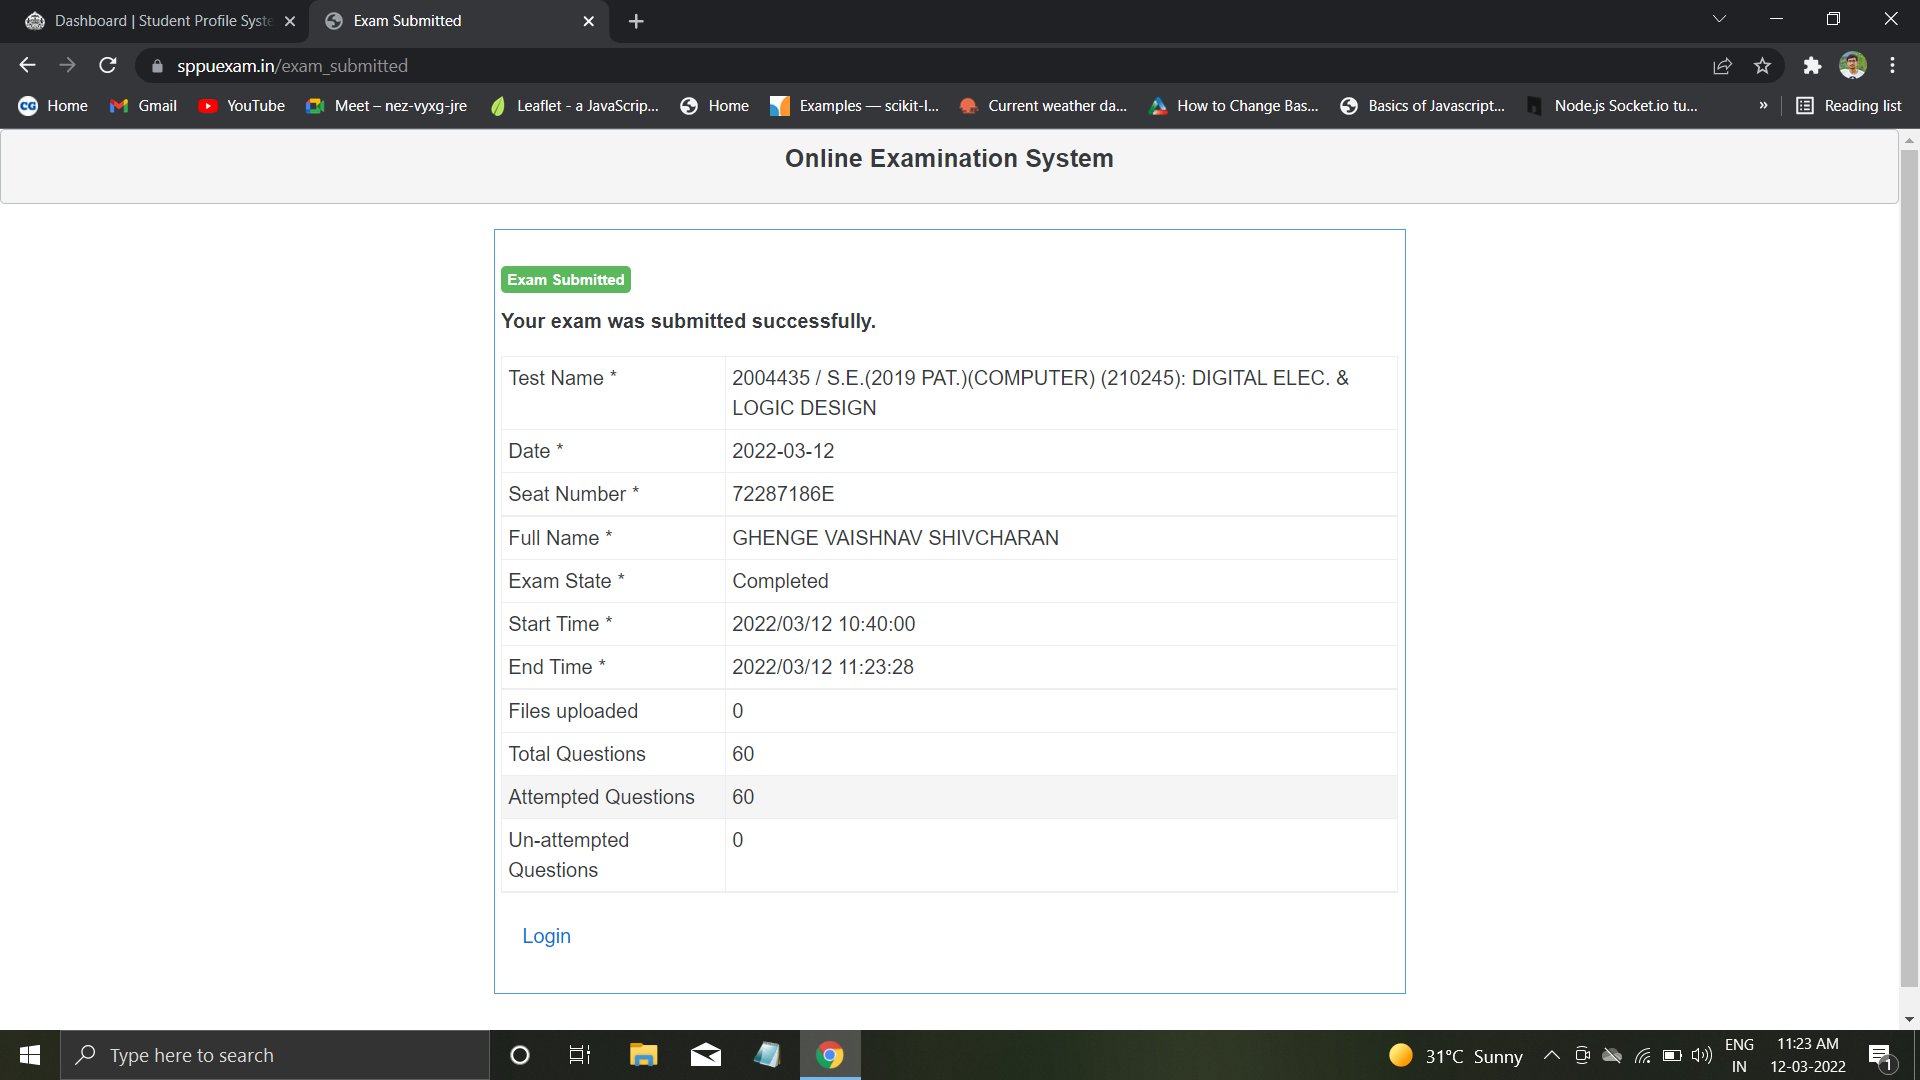 Dashboard | Student Profile Syste
Exam Submitted
sppuexam.in/exam_submitted
CG Home
Gmail
YouTube
Meet – nez-vyxg-jre
Leaflet - a JavaScrip...
Home
Examples — scikit-l...
Current weather da...
How to Change Bas...
Basics of Javascript...
Node.js Socket.io tu...
»
Reading list
Online Examination System
Exam Submitted
Your exam was submitted successfully.
Test Name * 2004435 / S.E.(2019 PAT.)(COMPUTER) (210245): DIGITAL ELEC. &
LOGIC DESIGN
Date * 2022-03-12
Seat Number * 72287186E
Full Name * GHENGE VAISHNAV SHIVCHARAN
Exam State * Completed
Start Time * 2022/03/12 10:40:00
End Time * 2022/03/12 11:23:28
Files uploaded 0
Total Questions 60
Attempted Questions 60
Un-attempted 0
Questions
Login
Type here to search
31°C Sunny
ENG
IN
11:23 AM
12-03-2022
1